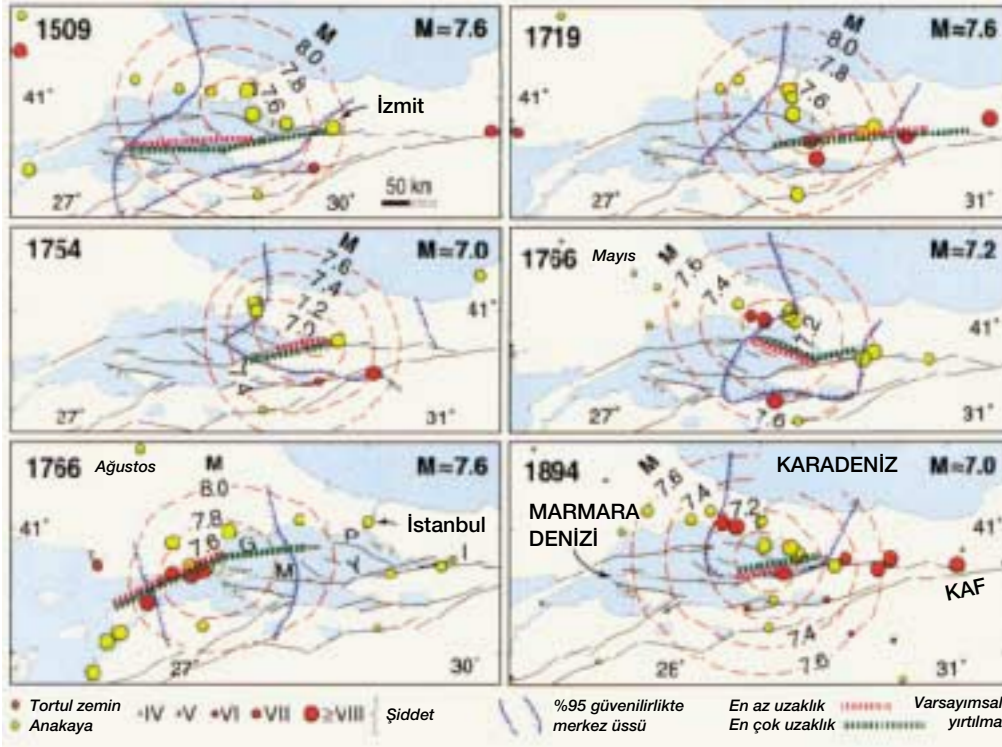 1509
M=7.6
M
8.0
7.8
7.6
İzmit
41°
50 km
27°
30°
1719
M=7.6
M
8.0
7.8
7.6
41°
27°
31°
1754
M=7.0
M
7.6
7.4
7.2
7.0
7.4
41°
27°
31°
1766
Mayıs
M=7.2
7.6
7.4
7.2
41°
7.6
27°
31°
1766
Ağustos
M=7.6
M
8.0
7.8
7.6
41°
İstanbul
G
P
I
M
Y
27°
30°
1894
M=7.0
M
7.6
7.4
7.2
KARADENİZ
MARMARA
DENİZİ
41°
KAF
7.4
7.6
26°
31°
Tortul zemin
Anakaya
IV
V
VI
VII
≥VIII
Şiddet
%95 güvenilirlikte
merkez üssü
En az uzaklık
En çok uzaklık
Varsayımsal
yırtılma